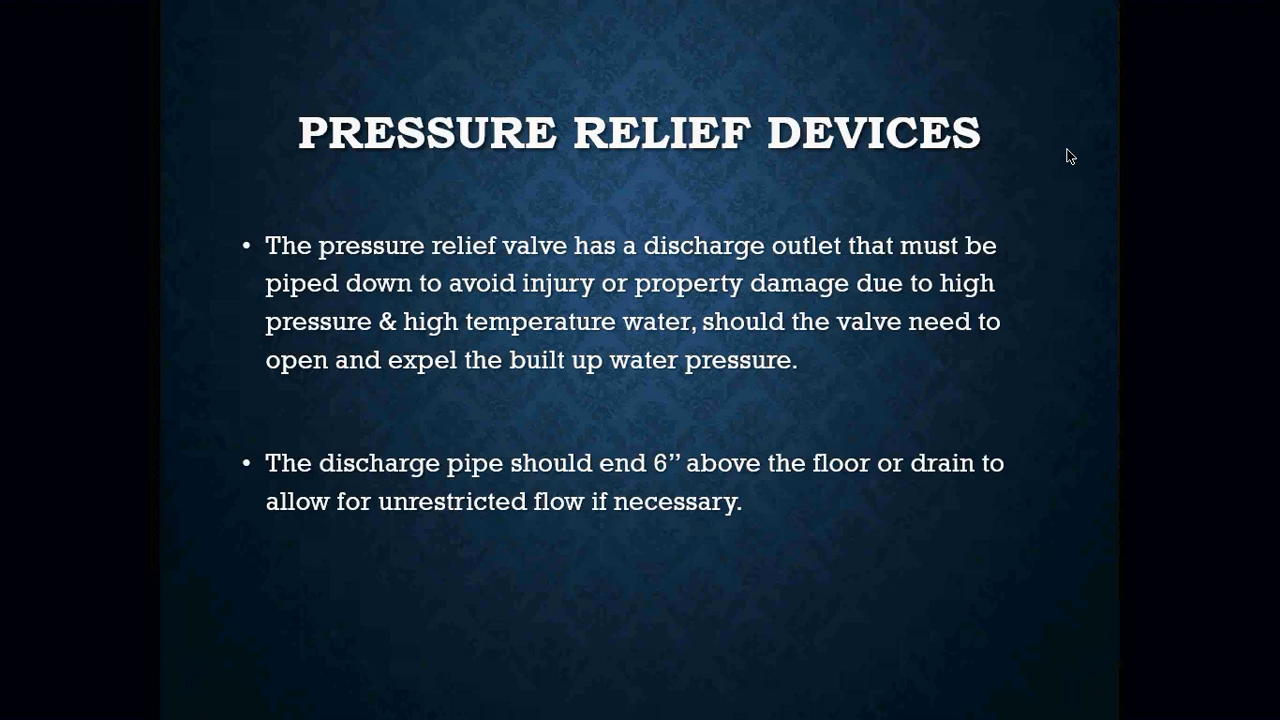 PRESSURE RELIEF DEVICES
• The pressure relief valve has a discharge outlet that must be
piped down to avoid injury or property damage due to high
pressure & high temperature water, should the valve need to
open and expel the built up water pressure.
• The discharge pipe should end 6” above the floor or drain to
allow for unrestricted flow if necessary.